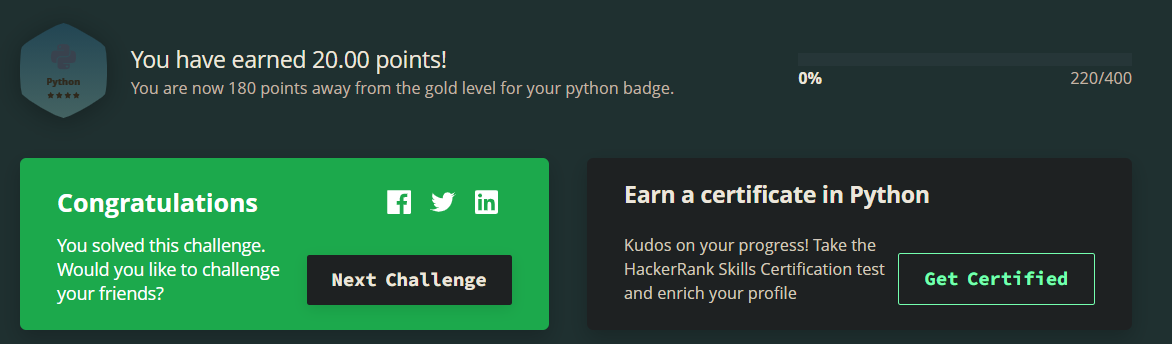 Python
You have earned 20.00 points!
You are now 180 points away from the gold level for your python badge.
0%
220/400
Congratulations
You solved this challenge.
Would you like to challenge
your friends?
Next Challenge
Earn a certificate in Python
Kudos on your progress! Take the
HackerRank Skills Certification test
and enrich your profile
Get Certified